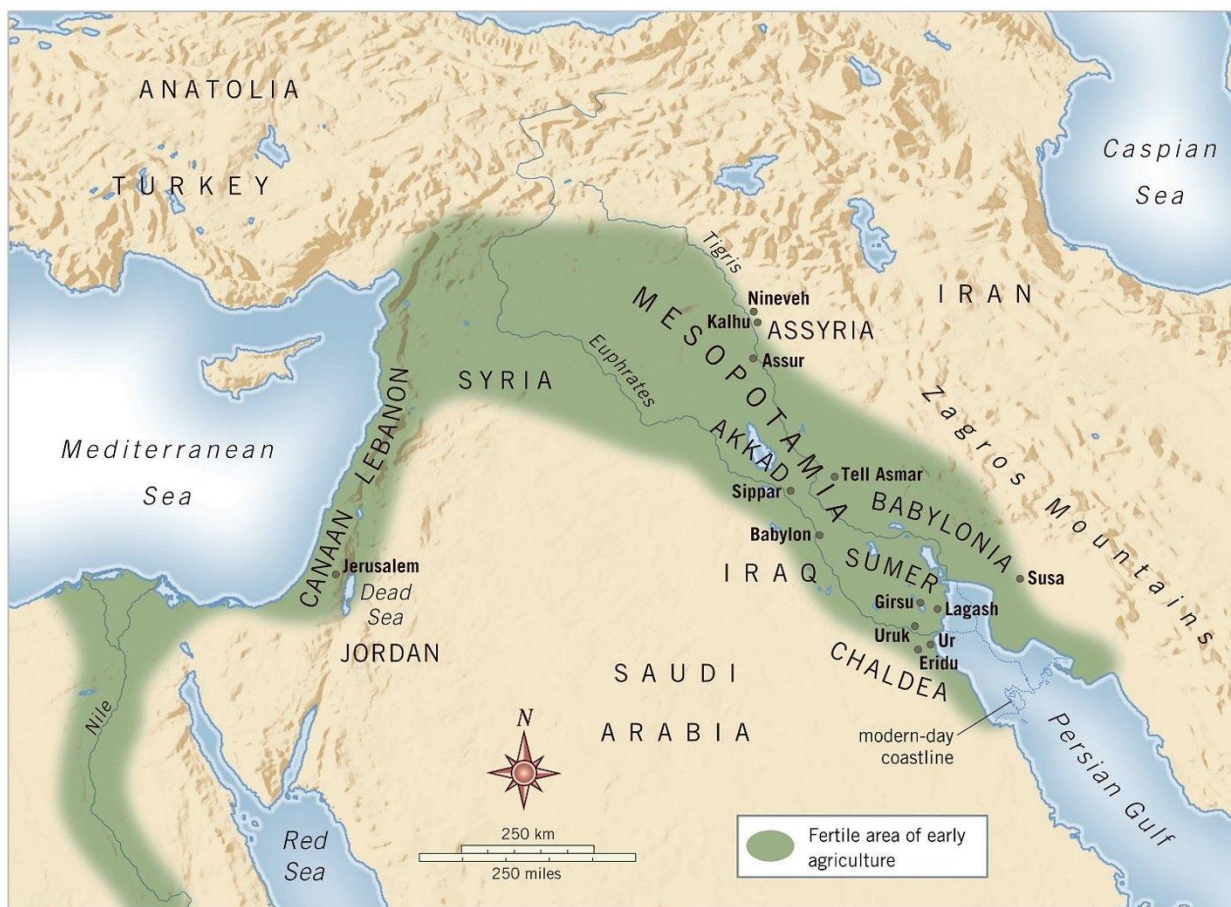 ANATOLIA
TURKEY
Caspian
Sea
IRAN
Tigris
Nineveh
Kalhu
ASSYRIA
Assur
MESOPOTAMIA
Euphrates
SYRIA
Zagros Mountains
Mediterranean
Sea
LEBANON
CANAAN
AKKAD
Tell Asmar
Sippar
BABYLONIA
Babylon
SUMER
IRAQ
Susa
Jerusalem
Dead
Sea
Girsu
Lagash
Uruk
Ur
Eridu
JORDAN
CHALDEA
SAUDI
ARABIA
Nile
N
modern-day
coastline
Persian Gulf
Red
Sea
250 km
250 miles
Fertile area of early
agriculture